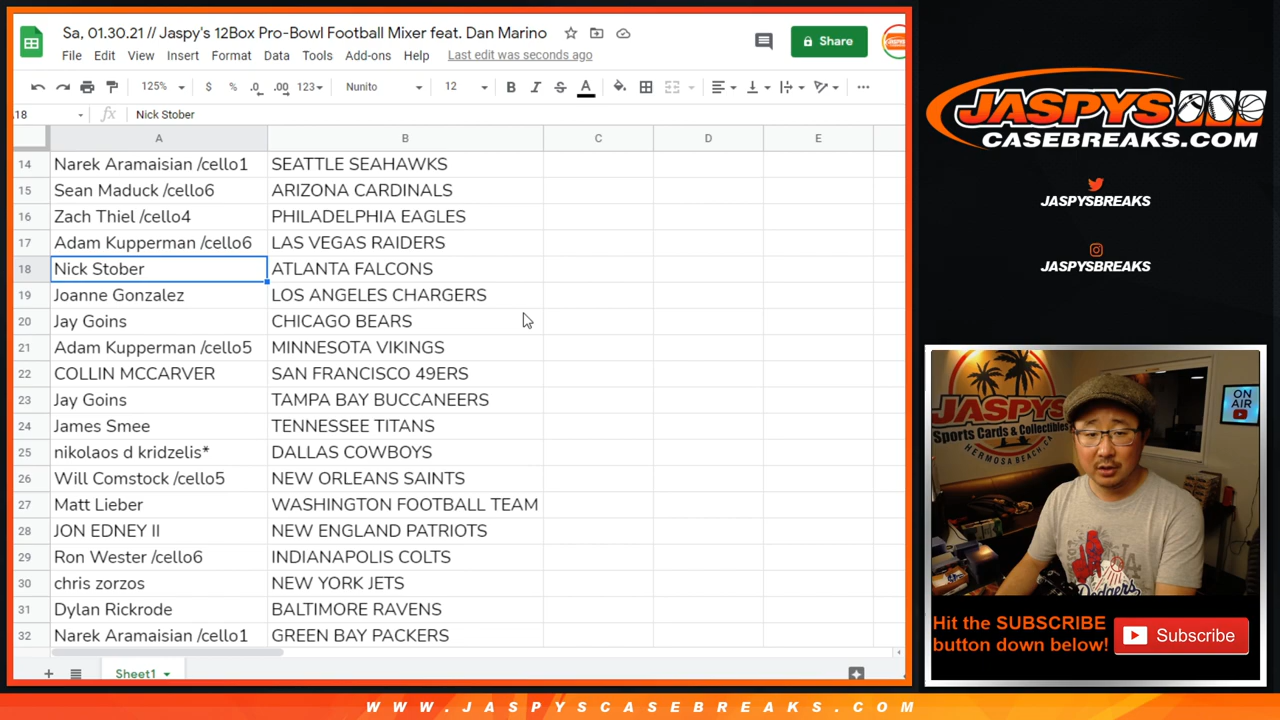 Sa, 01.30.21 // Jaspy's 12Box Pro-Bowl Football Mixer feat. Dan Marino
File Edit View Insert Format Data Tools Add-ons Help Last edit was seconds ago
Share
125% $ % .0 .00 123 Nunito 12 B I S A
18 fx Nick Stober
A B C D E
14 Narek Aramaisian /cello1 SEATTLE SEAHAWKS
15 Sean Maduck /cello6 ARIZONA CARDINALS
16 Zach Thiel /cello4 PHILADELPHIA EAGLES
17 Adam Kupperman /cello6 LAS VEGAS RAIDERS
18 Nick Stober ATLANTA FALCONS
19 Joanne Gonzalez LOS ANGELES CHARGERS
20 Jay Goins CHICAGO BEARS
21 Adam Kupperman /cello5 MINNESOTA VIKINGS
22 COLLIN MCCARVER SAN FRANCISCO 49ERS
23 Jay Goins TAMPA BAY BUCCANEERS
24 James Smee TENNESSEE TITANS
25 nikolaos d kridzelis* DALLAS COWBOYS
26 Will Comstock /cello5 NEW ORLEANS SAINTS
27 Matt Lieber WASHINGTON FOOTBALL TEAM
28 JON EDNEY II NEW ENGLAND PATRIOTS
29 Ron Wester /cello6 INDIANAPOLIS COLTS
30 chris zorzos NEW YORK JETS
31 Dylan Rickrode BALTIMORE RAVENS
32 Narek Aramaisian /cello1 GREEN BAY PACKERS
Sheet1
JASPYS
CASEBREAKS.COM
JASPYSBREAKS
JASPYSBREAKS
JASPYS
Sports Cards & Collectibles
HERMOSA BEACH, CA
ON
AIR
Dodgers
Hit the SUBSCRIBE
button down below!
Subscribe
WWW.JASPYSCASEBREAKS.COM